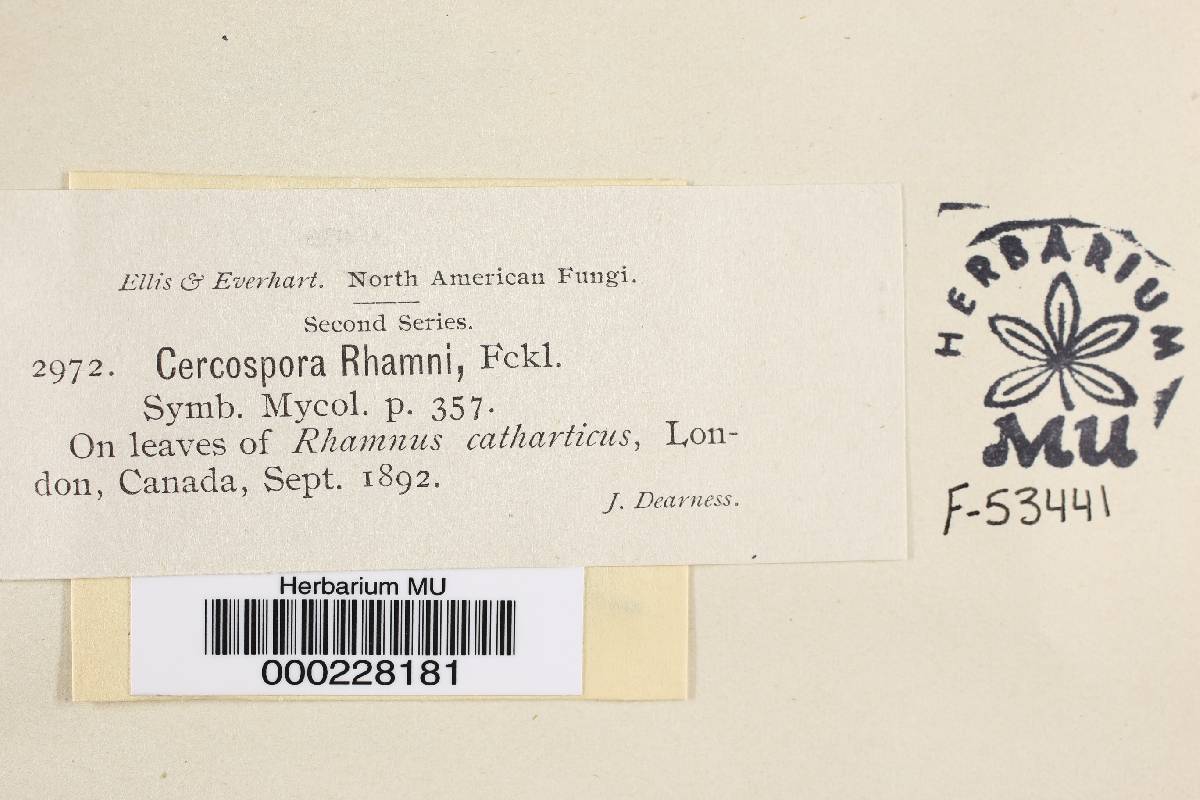 Ellis & Everhart. North American Fungi.
Second Series.
2972. Cercospora Rhamni, Fckl.
Symb. Mycol. p. 357.
On leaves of Rhamnus catharticus, Lon-
don, Canada, Sept. 1892.
J. Dearness.
Herbarium MU
000228181
HERBARIUM
MU
F-53441